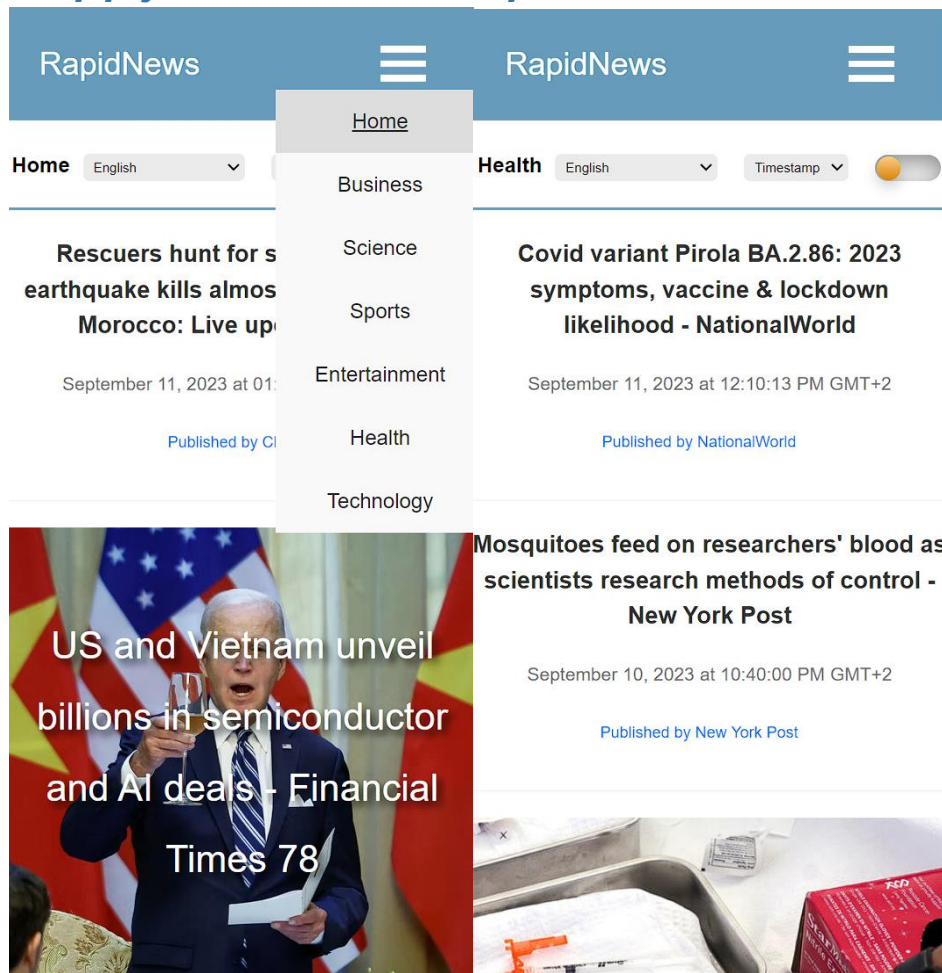 RapidNews
Home
Business
Science
Sports
Entertainment
Health
Technology
Home English
Rescuers hunt for s
earthquake kills almos
Morocco: Live up
September 11, 2023 at 01:
Published by
US and Vietnam unveil
billions in semiconductor
and AI deals - Financial
Times 78
RapidNews
Health English Timestamp
Covid variant Pirola BA.2.86: 2023
symptoms, vaccine & lockdown
likelihood - NationalWorld
September 11, 2023 at 12:10:13 PM GMT+2
Published by NationalWorld
Mosquitoes feed on researchers' blood as
scientists research methods of control -
New York Post
September 10, 2023 at 10:40:00 PM GMT+2
Published by New York Post